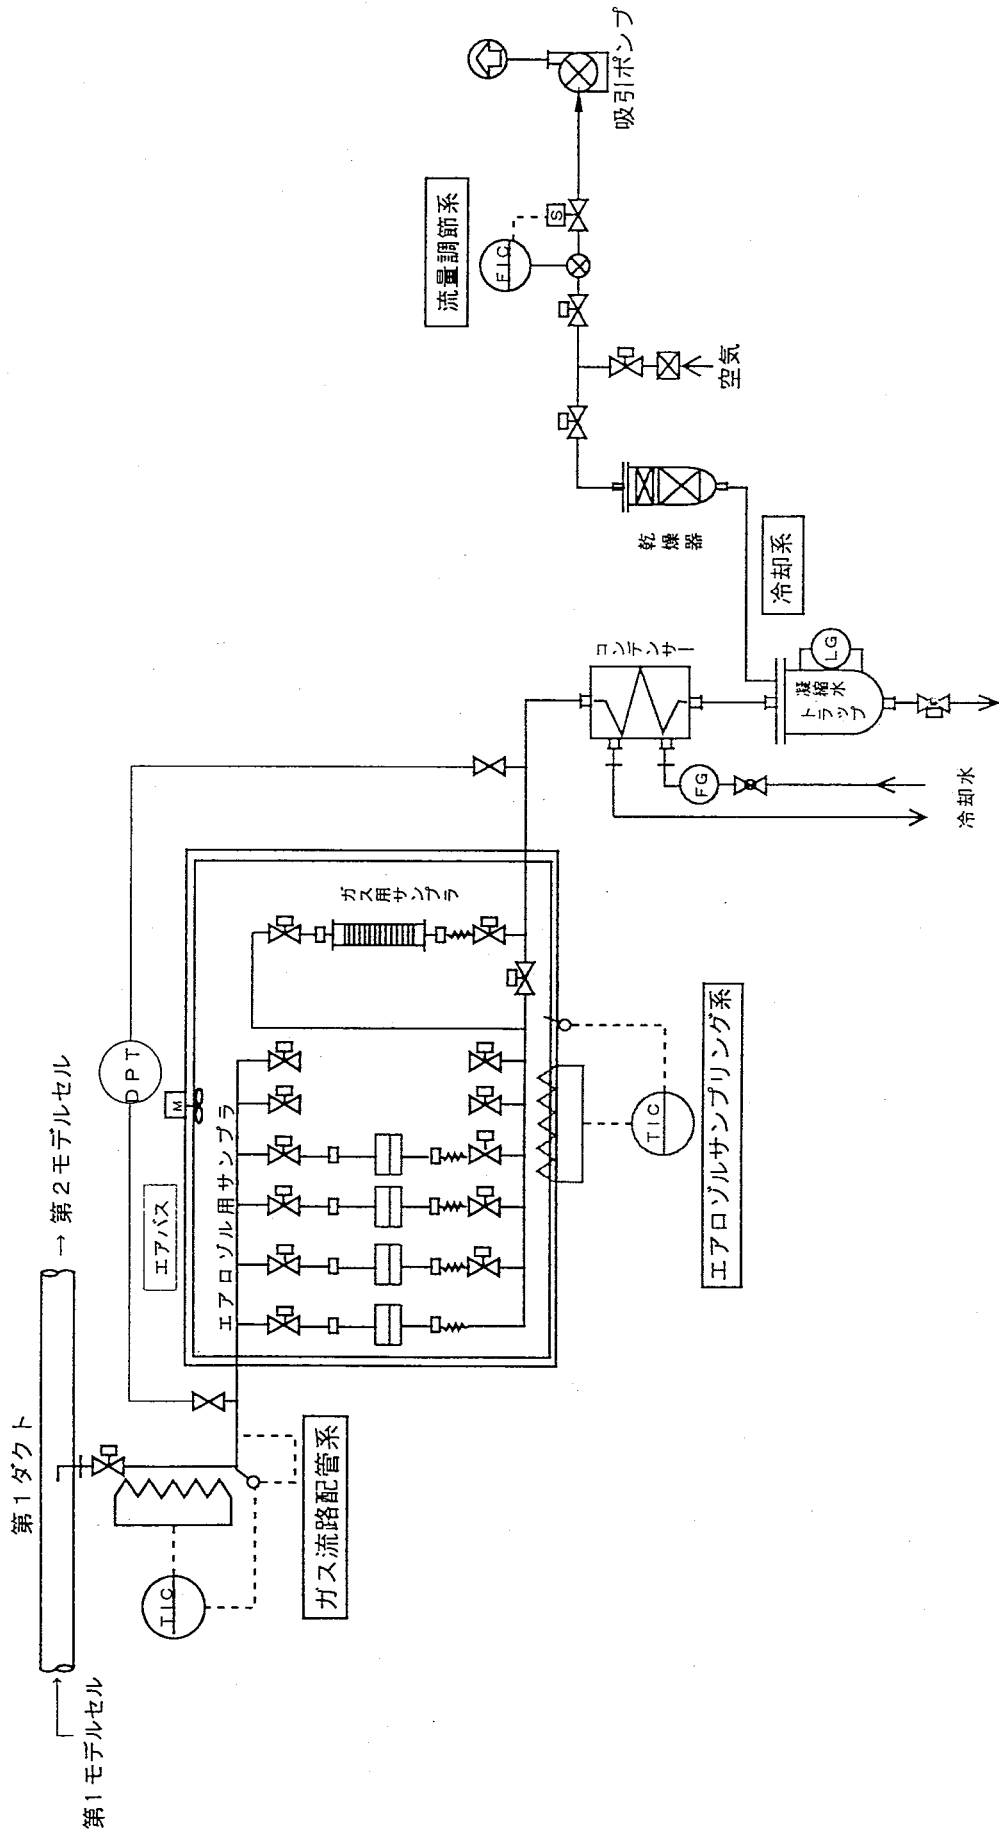 第1モデルセル
第1ダクト
→ 第2モデルセル
TIC
ガス流路配管系
エアバス
エアロゾル用サンプラ
M
DPT
ガス用サンプラ
TIC
エアロゾルサンプリング系
コンデンサー
FG
冷却水
凝縮水
トラップ
LG
冷却系
乾燥器
空気
流量調節系
FIC
S
吸引ポンプ